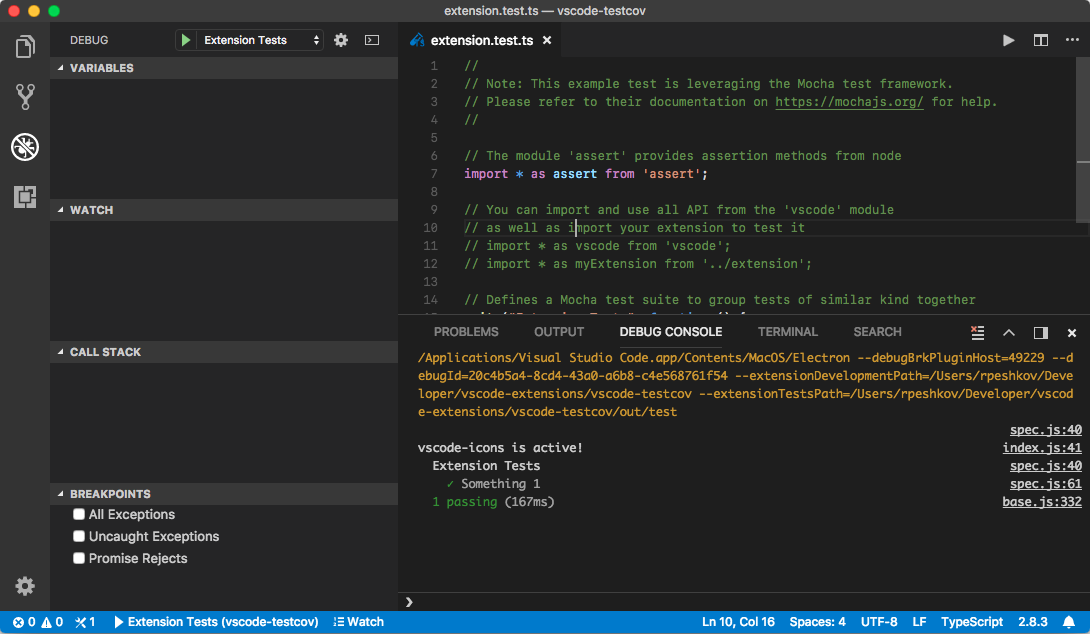 extension.test.ts — vscode-testcov
DEBUG
Extension Tests
VARIABLES
WATCH
CALL STACK
BREAKPOINTS
All Exceptions
Uncaught Exceptions
Promise Rejects
extension.test.ts
1 //
2 // Note: This example test is leveraging the Mocha test framework.
3 // Please refer to their documentation on https://mochajs.org/ for help.
4 //
5
6 // The module 'assert' provides assertion methods from node
7 import * as assert from 'assert';
8
9 // You can import and use all API from the 'vscode' module
10 // as well as import your extension to test it
11 // import * as vscode from 'vscode';
12 // import * as myExtension from '../extension';
13
14 // Defines a Mocha test suite to group tests of similar kind together
PROBLEMS OUTPUT DEBUG CONSOLE TERMINAL SEARCH
/Applications/Visual Studio Code.app/Contents/MacOS/Electron --debugBrkPluginHost=49229 --d
ebugId=20c4b5a4-8cd4-43a0-a6b8-c4e568761f54 --extensionDevelopmentPath=/Users/rpeshkov/Deve
loper/vscode-extensions/vscode-testcov --extensionTestsPath=/Users/rpeshkov/Developer/vscod
e-extensions/vscode-testcov/out/test
spec.js:40
vscode-icons is active! index.js:41
Extension Tests spec.js:40
✓ Something 1 spec.js:61
1 passing (167ms) base.js:332
❯
0 0 1 Extension Tests (vscode-testcov) Watch Ln 10, Col 16 Spaces: 4 UTF-8 LF TypeScript 2.8.3